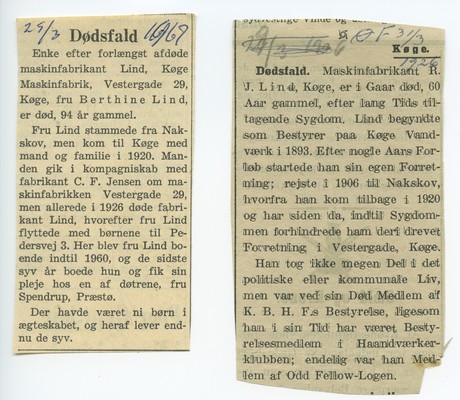 29/3 1967
Dødsfald
Enke efter forlængst afdøde
maskinfabrikant Lind, Køge
Maskinfabrik, Vestergade 29,
Køge, fru Berthine Lind,
er død, 94 år gammel.
Fru Lind stammede fra Nak-
skov, men kom til Køge med
mand og familie i 1920. Man-
den gik i kompagniskab med
fabrikant C. F. Jensen om ma-
skinfabrikken Vestergade 29,
men allerede i 1926 døde fabri-
kant Lind, hvorefter fru Lind
flyttede med børnene til Pe-
dersvej 3. Her blev fru Lind bo-
ende indtil 1960, og de sidste
syv år boede hun og fik sin
pleje hos en af døtrene, fru
Spendrup, Præstø.
Der havde været ni børn i
ægteskabet, og heraf lever end-
nu de syv.
Ø F 31/3
Køge.
1926
Dødsfald. Maskinfabrikant R.
J. Lind, Køge, er i Gaar død, 60
Aar gammel, efter lang Tids til-
tagende Sygdom. Lind begyndte
som Bestyrer paa Køge Vand-
værk i 1893. Efter nogle Aars For-
løb startede han sin egen Forret-
ning; rejste i 1906 til Nakskov,
hvorfra han kom tilbage i 1920
og har siden da, indtil Sygdom-
men forhindrede ham deri drevet
Forretning i Vestergade, Køge.
Han tog ikke megen Del i det
politiske eller kommunale Liv,
men var ved sin Død Medlem af
K. B. H. F.s Bestyrelse, ligesom
han i sin Tid har været Besty-
relsesmedlem i Haandværker-
klubben; endelig var han Med-
lem af Odd Fellow-Logen.